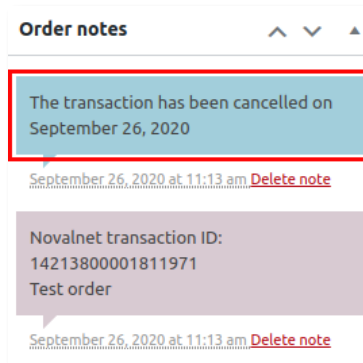 Order notes
The transaction has been cancelled on
September 26, 2020
September 26, 2020 at 11:13 am Delete note
Novalnet transaction ID:
14213800001811971
Test order
September 26, 2020 at 11:13 am Delete note